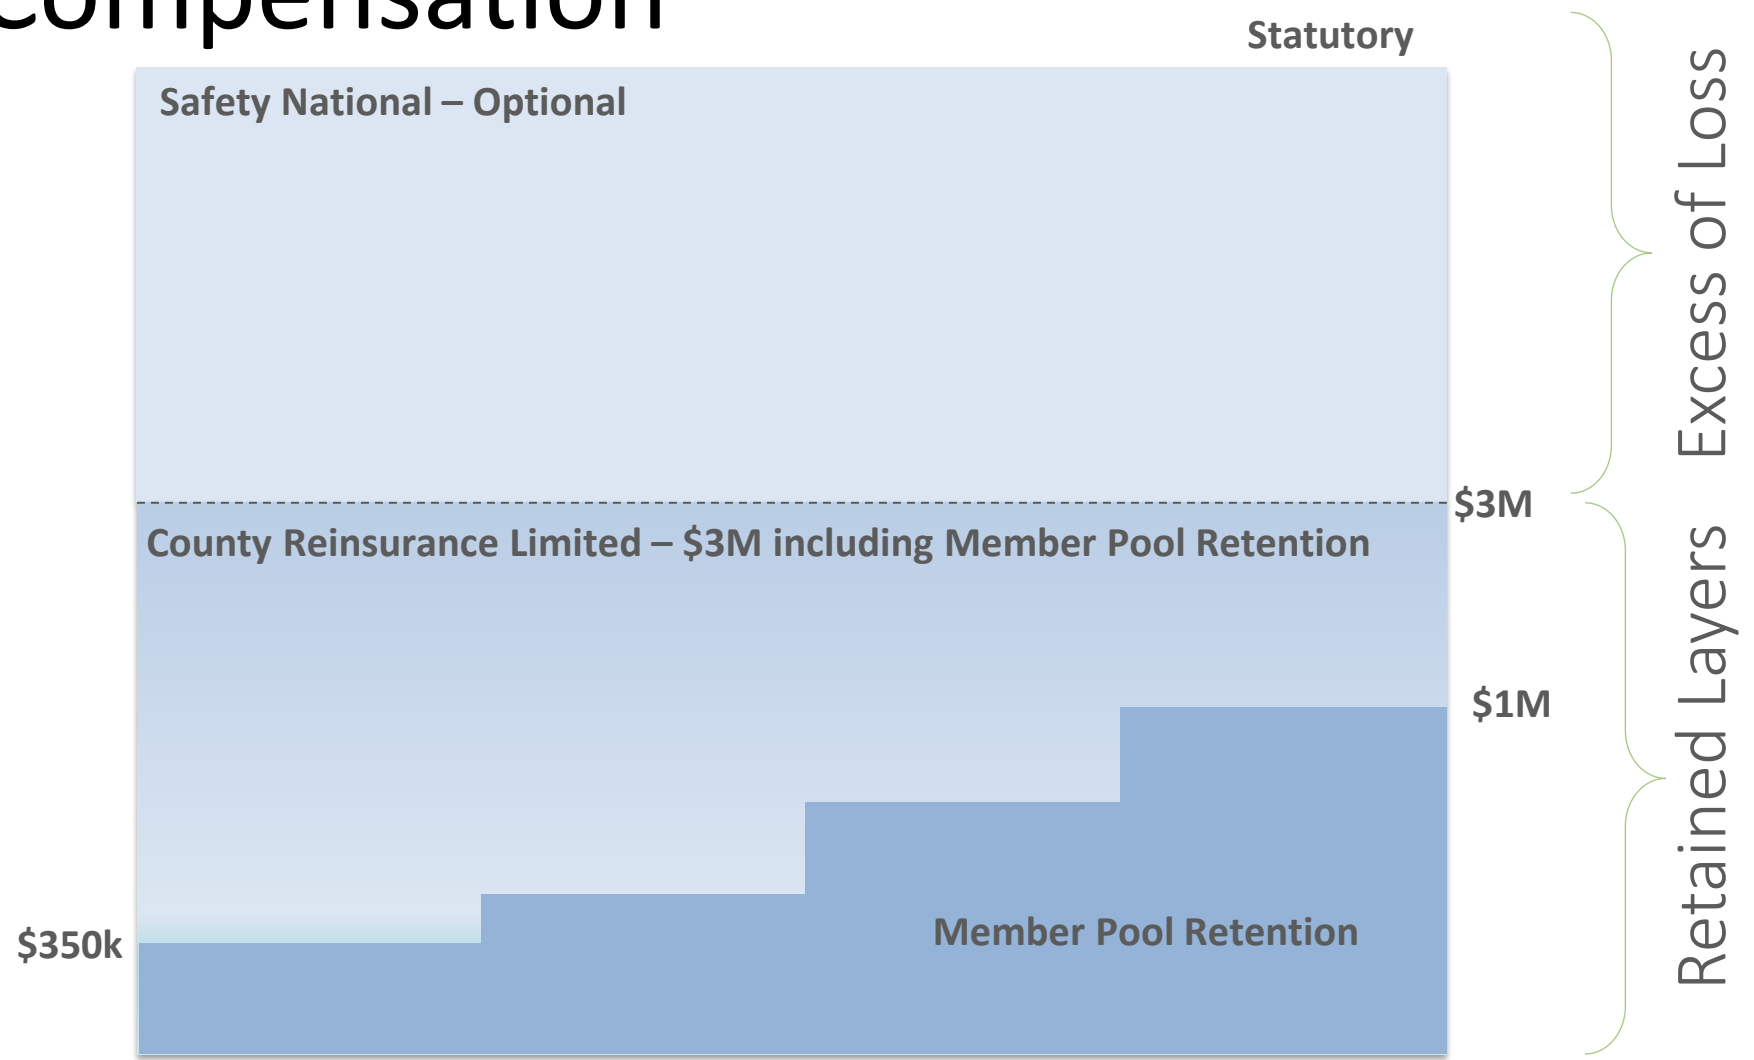 Compensation
Statutory
Safety National – Optional
Excess of Loss
$3M
County Reinsurance Limited – $3M including Member Pool Retention
$1M
Retained Layers
Member Pool Retention
$350k